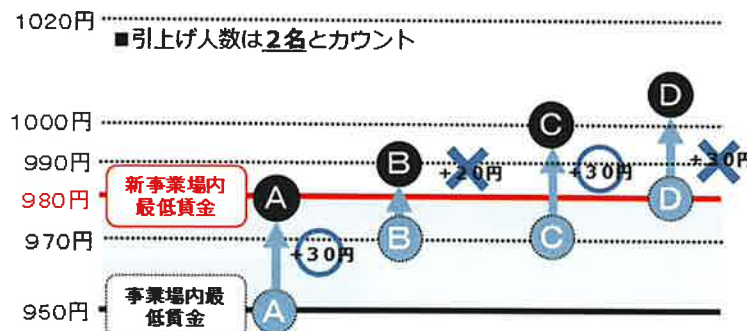 1020円
■引上げ人数は2名とカウント
1000円
990円
980円
970円
950円
新事業場内
最低賃金
事業場内最
低賃金
A
B
C
D
+30円
+20円
+30円
+30円
A
B
C
D